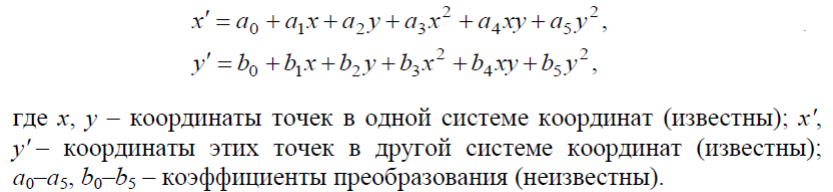 x′ = a₀ + a₁x + a₂y + a₃x² + a₄xy + a₅y²,
y′ = b₀ + b₁x + b₂y + b₃x² + b₄xy + b₅y²,
где x, y – координаты точек в одной системе координат (известны); x′,
y′ – координаты этих точек в другой системе координат (известны);
a₀–a₅, b₀–b₅ – коэффициенты преобразования (неизвестны).